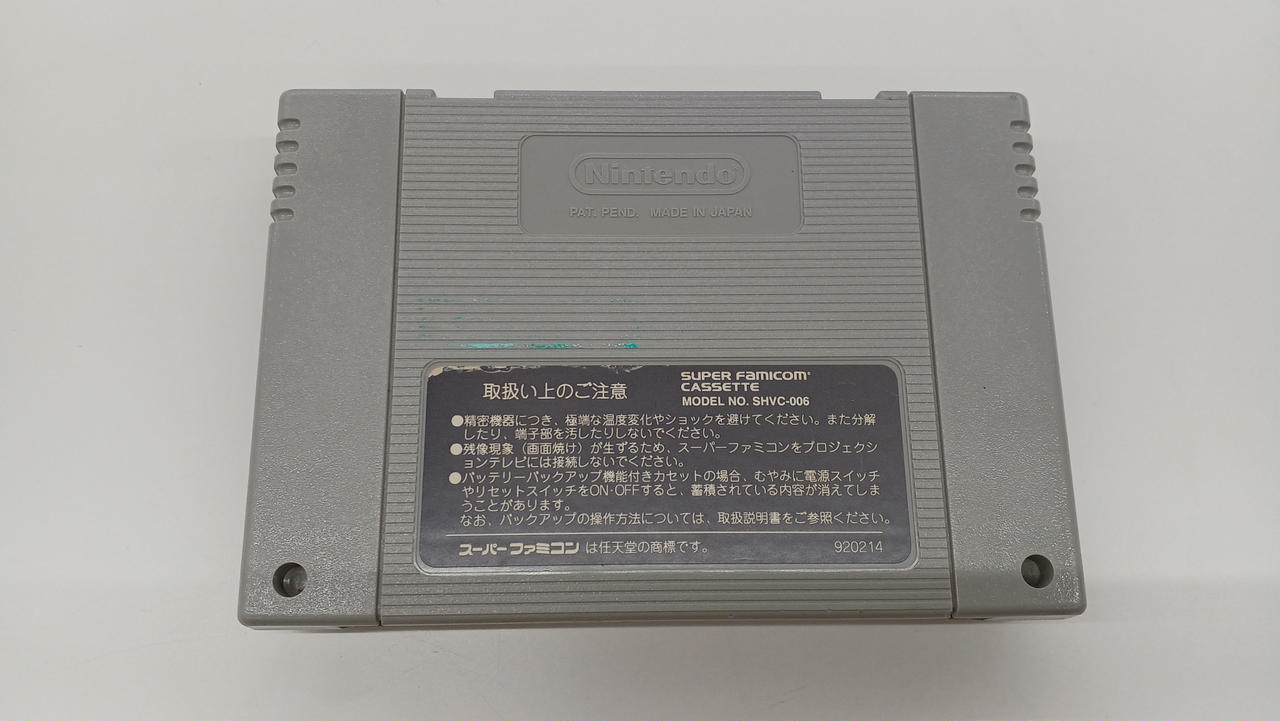 Nintendo
PAT. PEND. MADE IN JAPAN
取扱い上のご注意
SUPER FAMICOM
CASSETTE
MODEL NO. SHVC-006
●精密機器につき、極端な温度変化やショックを避けてください。また分解
したり、端子部を汚したりしないでください。
●残像現象（画面焼け）が生ずるため、スーパーファミコンをプロジェクシ
ョンテレビには接続しないでください。
●バッテリーバックアップ機能付きカセットの場合、むやみに電源スイッチ
やリセットスイッチをON・OFFすると、蓄積されている内容が消えてしま
うことがあります。
なお、バックアップの操作方法については、取扱説明書をご参照ください。
スーパーファミコン は任天堂の商標です。
920214